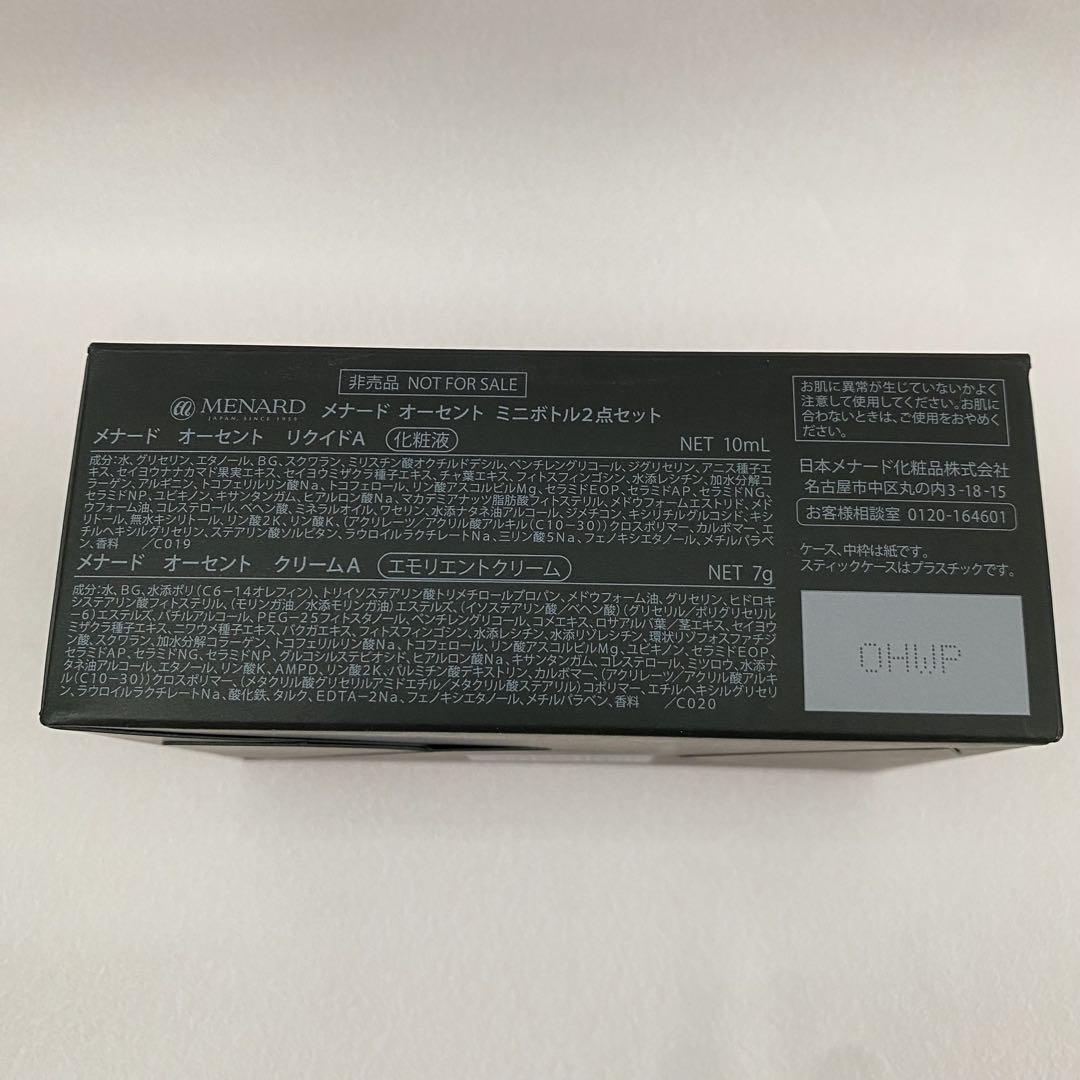 非売品 NOT FOR SALE
MENARD
JAPAN, SINCE 1959
メナード オーセント ミニボトル2点セット
メナード オーセント リクイドA 化粧液 NET 10mL
成分:水、グリセリン、エタノール、BG、スクワラン、ミリスチン酸オクチルドデシル、ペンチレングリコール、ジグリセリン、アニス種子エ
キス、セイヨウナナカマド果実エキス、セイヨウミザクラ種子エキス、チャ葉エキス、フィトスフィンゴシン、水添レシチン、加水分解コ
ラーゲン、アルギニン、トコフェリルリン酸Na、トコフェロール、リン酸アスコルビルMg、セラミドEOP、セラミドAP、セラミドNG、
セラミドNP、ユビキノン、キサンタンガム、ヒアルロン酸Na、マカデミアナッツ脂肪酸フィトステリル、メドウフォームエストリド、メド
ウフォーム油、コレステロール、ベヘン酸、ミネラルオイル、ワセリン、水添ナタネ油アルコール、ジメチコン、キシリチルグルコシド、キシ
リトール、無水キシリトール、リン酸2K、リン酸K、(アクリレーツ/アクリル酸アルキル(C10-30))クロスポリマー、カルボマー、エ
チルヘキシルグリセリン、ステアリン酸ソルビタン、ラウロイルラクチレートNa、三リン酸5Na、フェノキシエタノール、メチルパラベ
ン、香料 /C019
メナード オーセント クリームA エモリエントクリーム NET 7g
成分:水、BG、水添ポリ(C6-14オレフィン)、トリイソステアリン酸トリメチロールプロパン、メドウフォーム油、グリセリン、ヒドロキ
システアリン酸フィトステリル、(モリンガ油/水添モリンガ油)エステルズ、(イソステアリン酸/ベヘン酸)(グリセリル/ポリグリセリル
-6)エステルズ、バチルアルコール、PEG-25フィトスタノール、ペンチレングリコール、コメエキス、ロサアルバ葉/茎エキス、セイヨウ
ミザクラ種子エキス、ニワウメ種子エキス、バクガエキス、フィトスフィンゴシン、水添レシチン、水添リゾレシチン、環状リゾフォスファチジン
酸、スクワラン、加水分解コラーゲン、トコフェリルリン酸Na、トコフェロール、リン酸アスコルビルMg、ユビキノン、セラミドEOP、
セラミドAP、セラミドNG、セラミドNP、グルコシルステビオシド、ヒアルロン酸Na、キサンタンガム、コレステロール、ミツロウ、水添ナ
タネ油アルコール、エタノール、リン酸K、AMPD、リン酸2K、パルミチン酸デキストリン、カルボマー、(アクリレーツ/アクリル酸アルキ
ル(C10-30))クロスポリマー、(メタクリル酸グリセリルアミドエチル/メタクリル酸ステアリル)コポリマー、エチルヘキシルグリセリ
ン、ラウロイルラクチレートNa、酸化鉄、タルク、EDTA-2Na、フェノキシエタノール、メチルパラベン、香料 /C020
お肌に異常が生じていないかよく
注意して使用してください。お肌に
合わないときは、ご使用をおやめく
ださい。
日本メナード化粧品株式会社
名古屋市中区丸の内3-18-15
お客様相談室 0120-164601
ケース、中枠は紙です。
スティックケースはプラスチックです。
OHWP